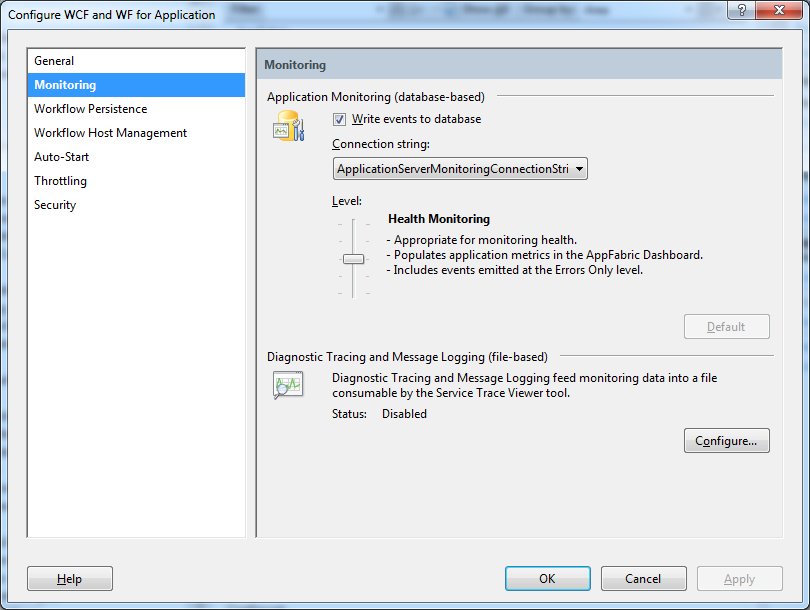 Configure WCF and WF for Application
?
General
Monitoring
Workflow Persistence
Workflow Host Management
Auto-Start
Throttling
Security
Monitoring
Application Monitoring (database-based)
Write events to database
Connection string:
ApplicationServerMonitoringConnectionStri
Level:
Health Monitoring
- Appropriate for monitoring health.
- Populates application metrics in the AppFabric Dashboard.
- Includes events emitted at the Errors Only level.
Default
Diagnostic Tracing and Message Logging (file-based)
Diagnostic Tracing and Message Logging feed monitoring data into a file
consumable by the Service Trace Viewer tool.
Status: Disabled
Configure...
Help OK Cancel Apply